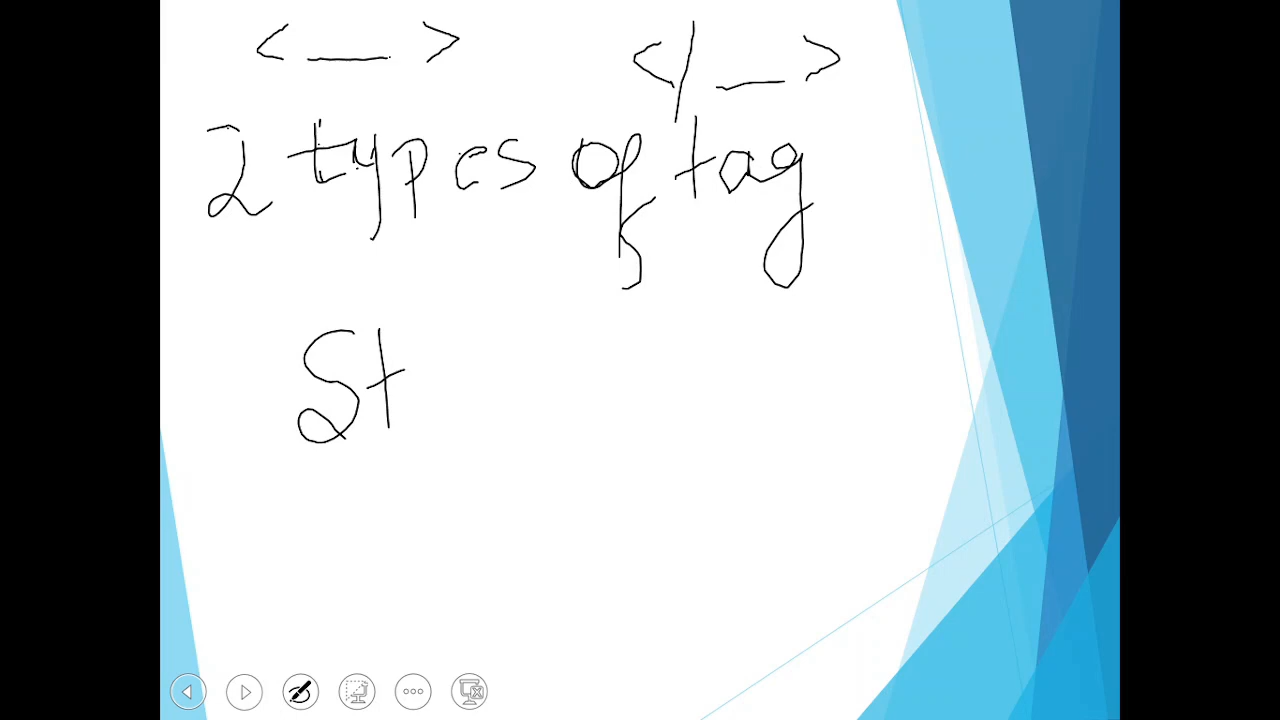 < __ > </ __ >
2 types of tag
St